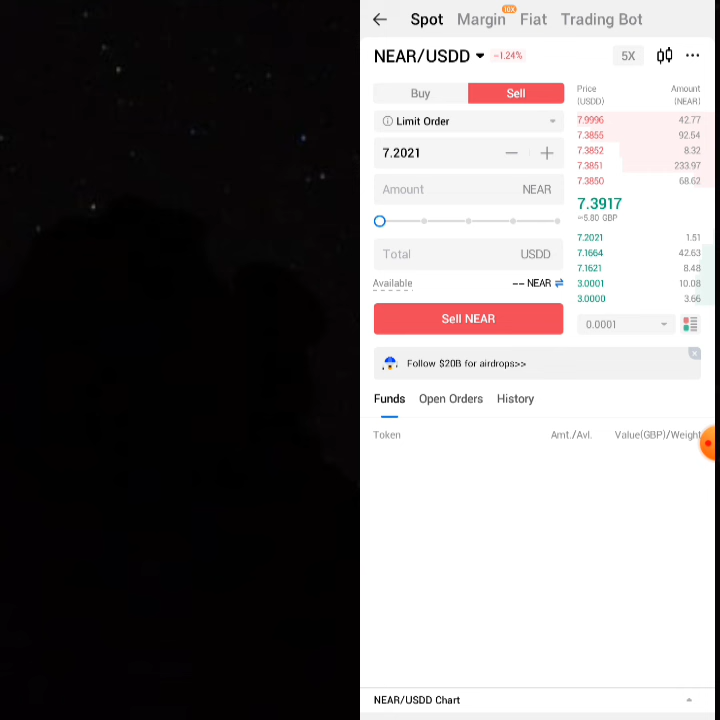 Spot Margin 10X Fiat Trading Bot
NEAR/USDD -1.24% 5X
Buy Sell
Limit Order
7.2021
Amount NEAR
Total USDD
Available -- NEAR
Sell NEAR
Price (USDD) Amount (NEAR)
7.9996 42.77
7.3855 92.54
7.3852 8.32
7.3851 233.97
7.3850 68.62
7.3917
≈5.80 GBP
7.2021 1.51
7.1664 42.63
7.1621 8.48
3.0001 10.08
3.0000 3.66
0.0001
Follow $20B for airdrops>>
Funds Open Orders History
Token Amt./Avl. Value(GBP)/Weight
NEAR/USDD Chart